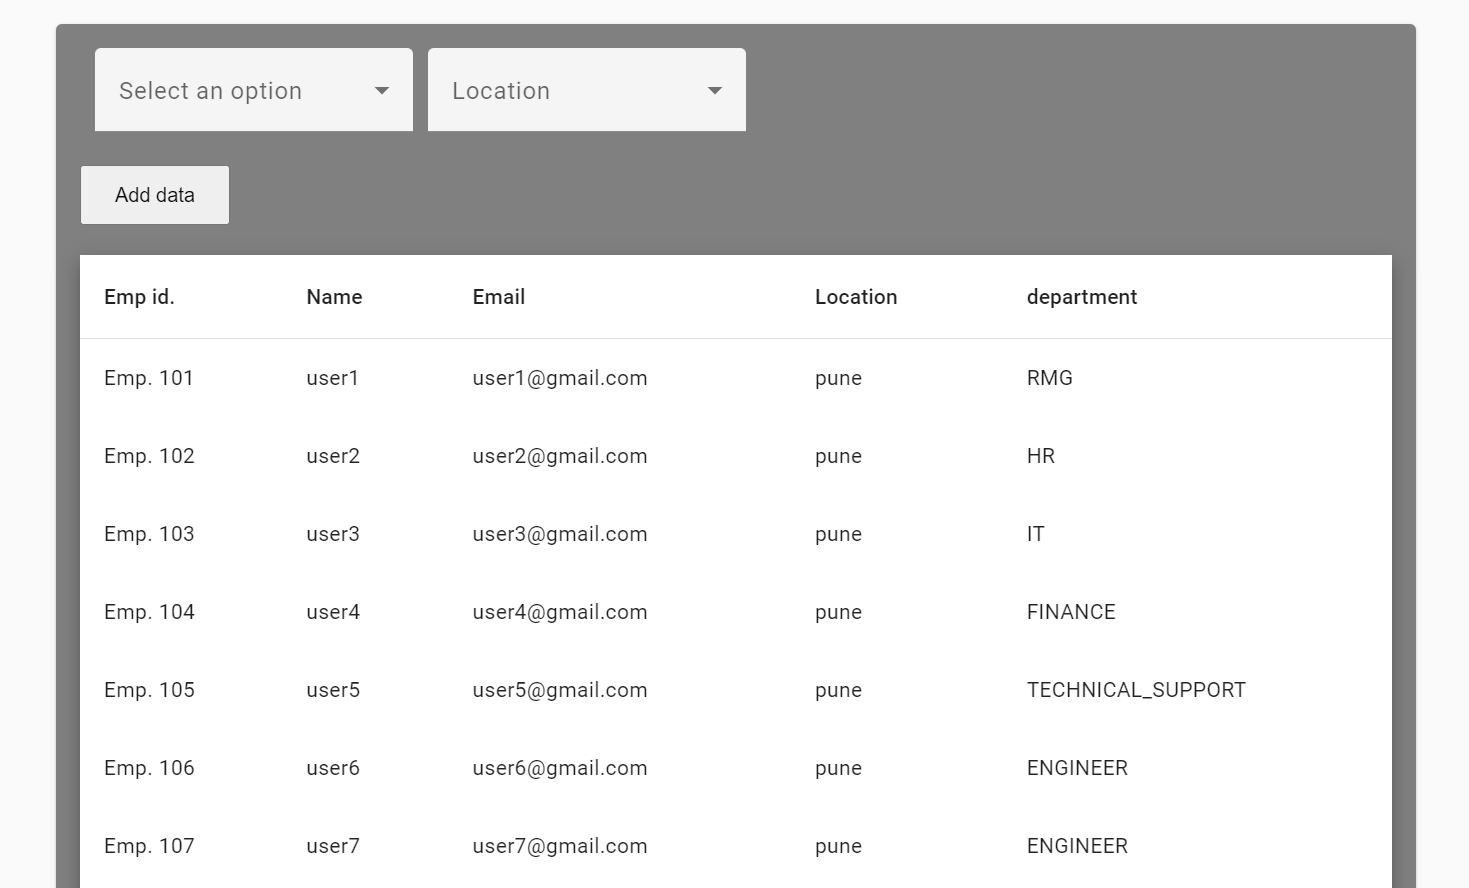 Select an option Location
Add data
Emp id. Name Email Location department
Emp. 101 user1 user1@gmail.com pune RMG
Emp. 102 user2 user2@gmail.com pune HR
Emp. 103 user3 user3@gmail.com pune IT
Emp. 104 user4 user4@gmail.com pune FINANCE
Emp. 105 user5 user5@gmail.com pune TECHNICAL_SUPPORT
Emp. 106 user6 user6@gmail.com pune ENGINEER
Emp. 107 user7 user7@gmail.com pune ENGINEER